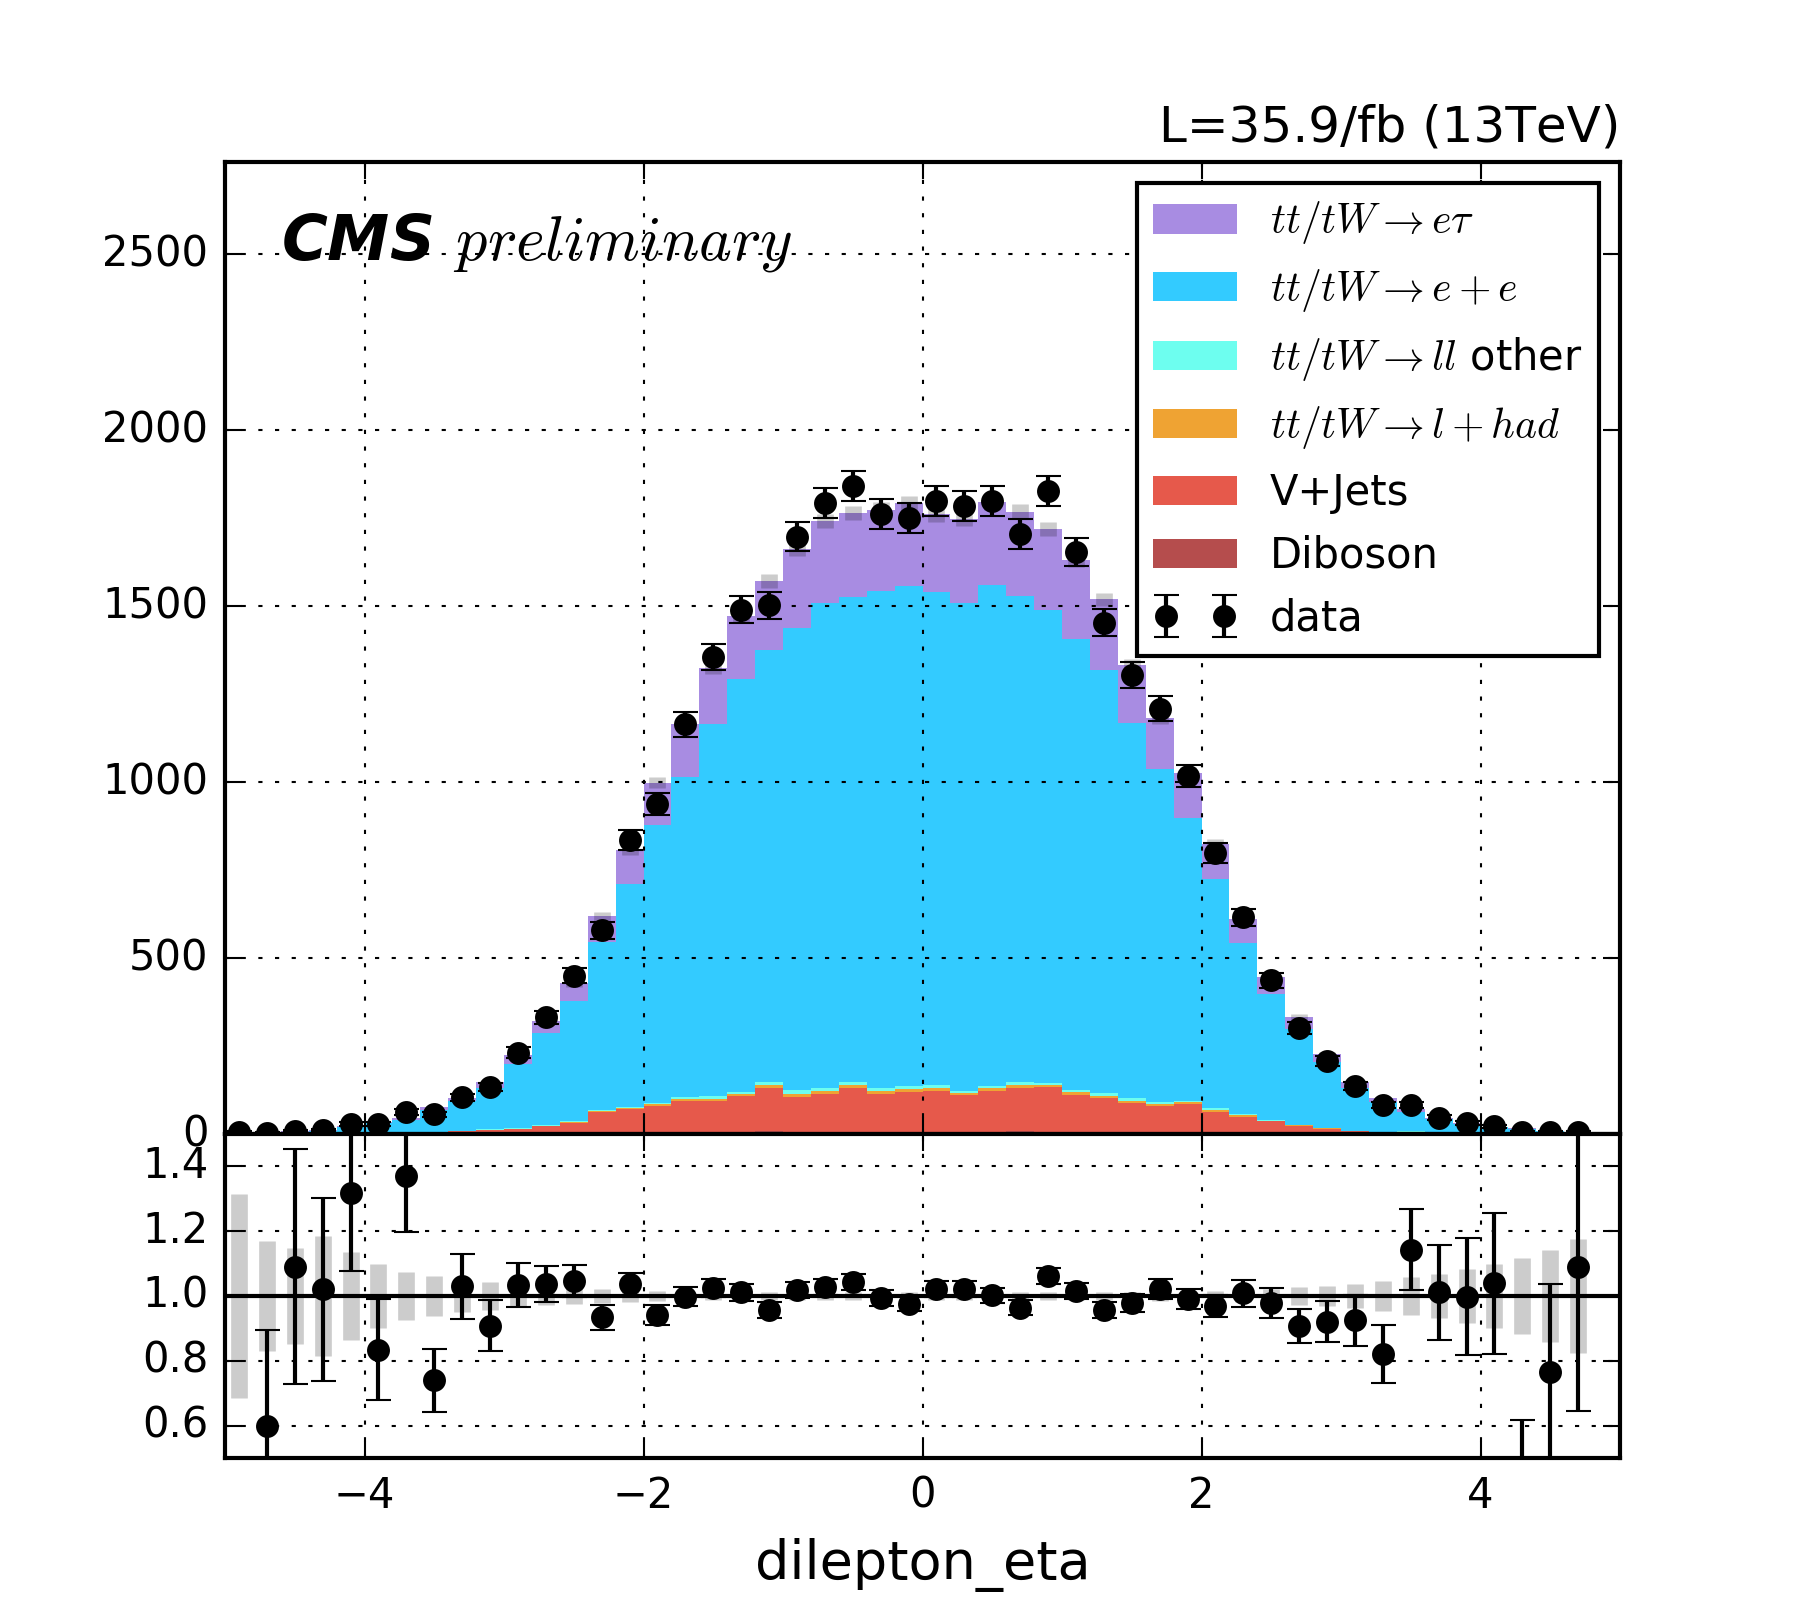 L=35.9/fb (13TeV)
CMS preliminary
tt/tW→eτ
tt/tW→e+e
tt/tW→ll other
tt/tW→l+had
V+Jets
Diboson
data
2500
2000
1500
1000
500
0
1.4
1.2
1.0
0.8
0.6
−4 −2 0 2 4
dilepton_eta